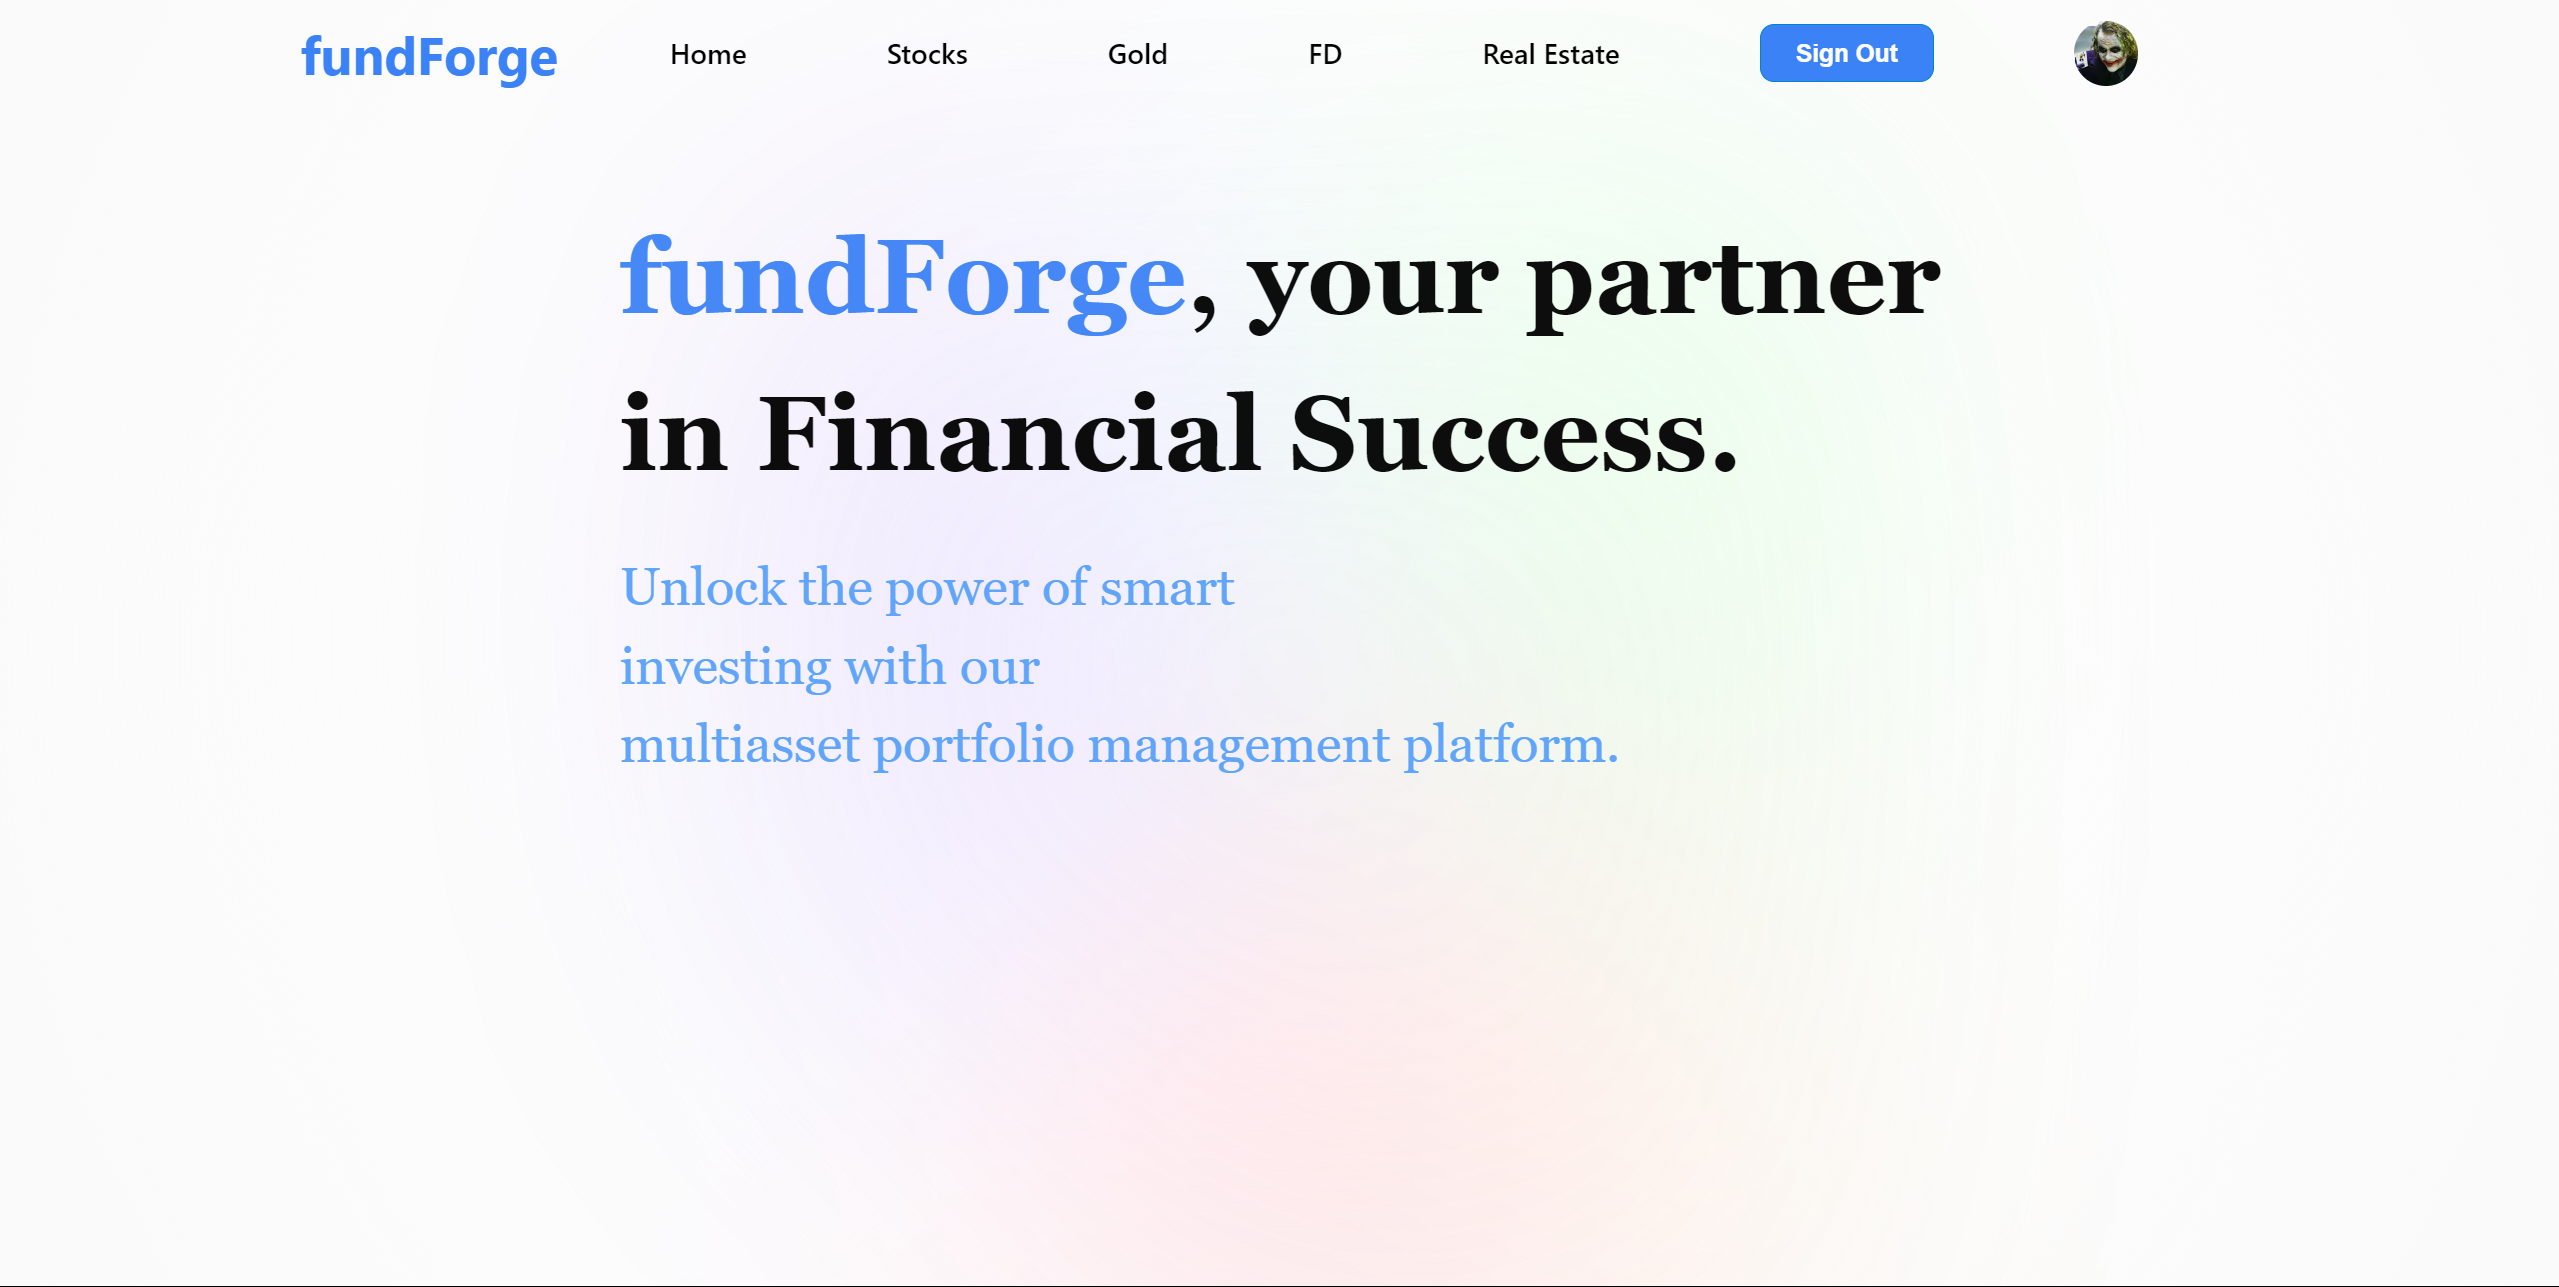 fundForge Home Stocks Gold FD Real Estate Sign Out
fundForge, your partner
in Financial Success.
Unlock the power of smart
investing with our
multiasset portfolio management platform.